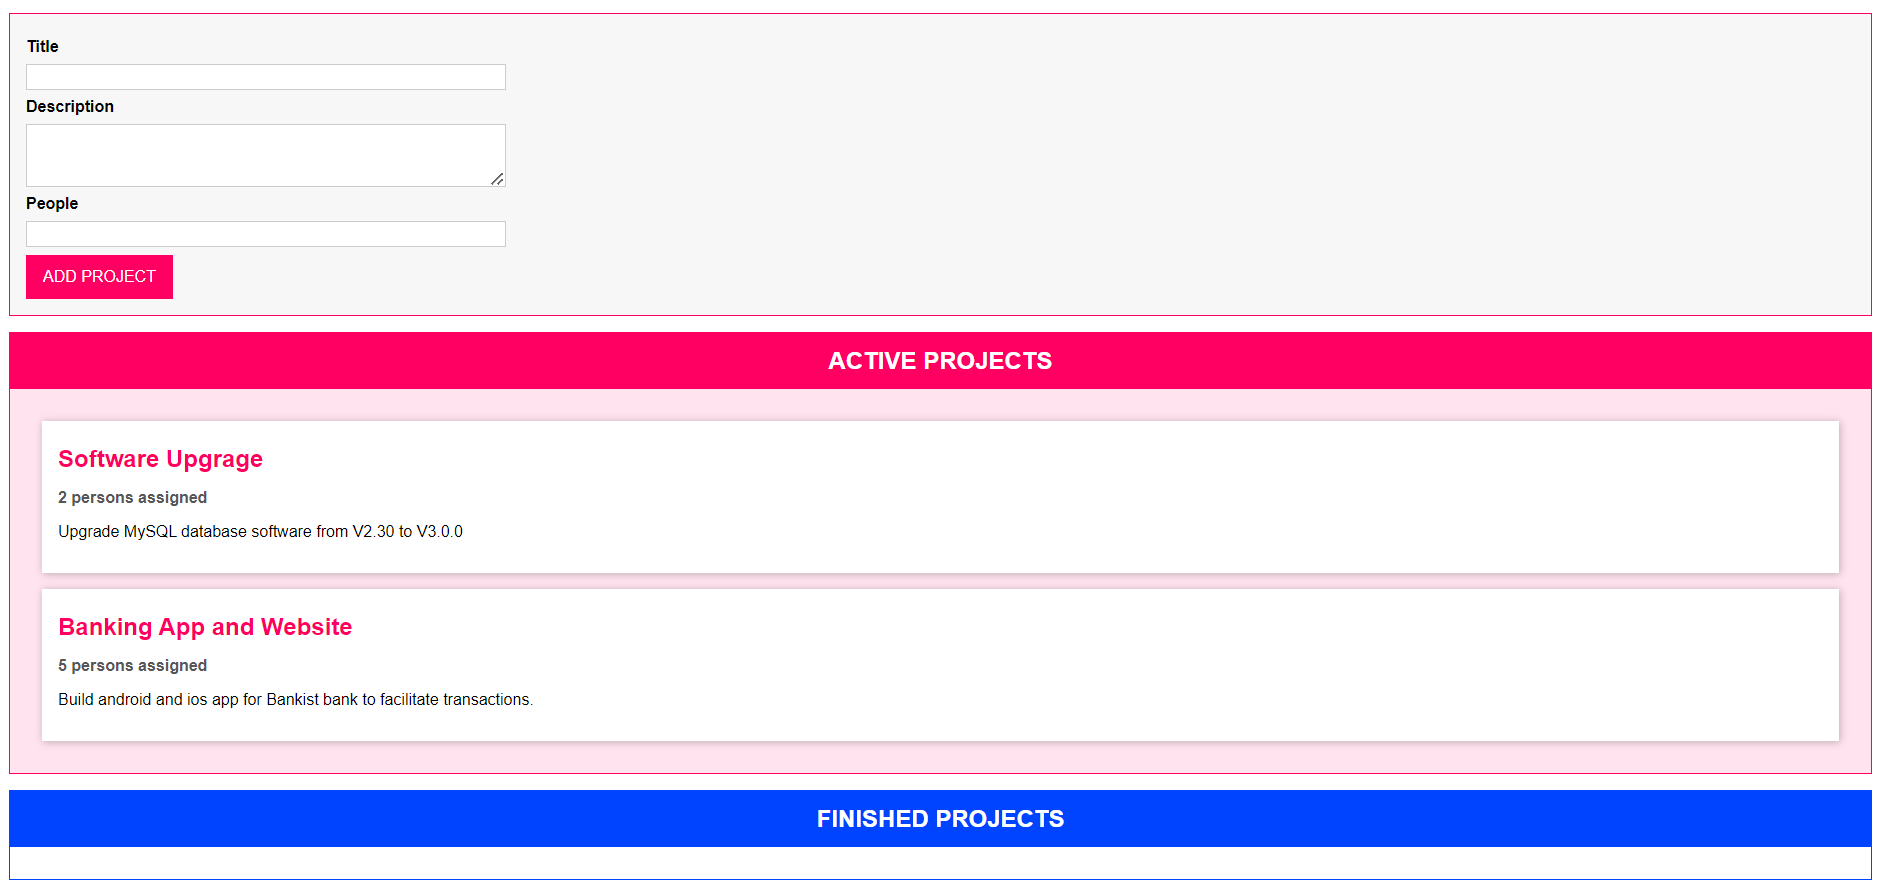 Title
Description
People
ADD PROJECT
ACTIVE PROJECTS
Software Upgrage
2 persons assigned
Upgrade MySQL database software from V2.30 to V3.0.0
Banking App and Website
5 persons assigned
Build android and ios app for Bankist bank to facilitate transactions.
FINISHED PROJECTS